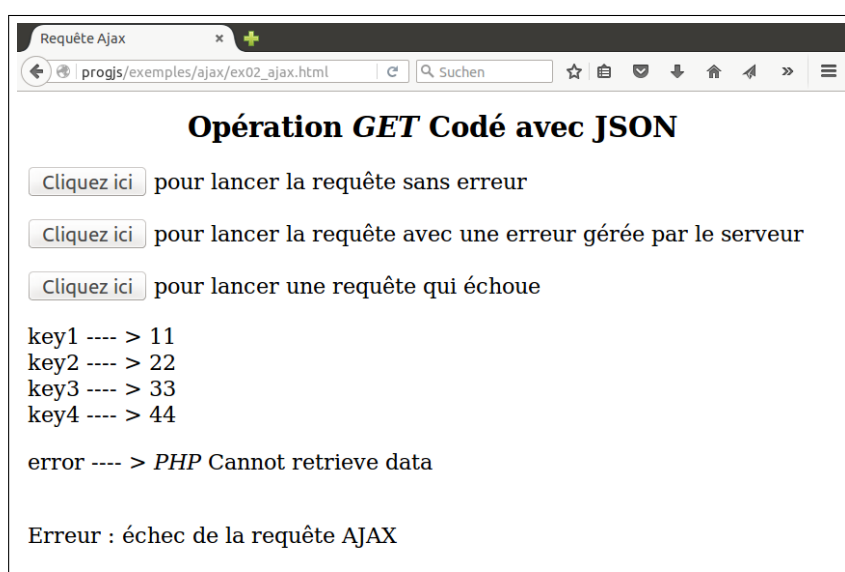 Requête Ajax
progjs/exemples/ajax/ex02_ajax.html
Suchen
Opération GET Codé avec JSON
Cliquez ici pour lancer la requête sans erreur
Cliquez ici pour lancer la requête avec une erreur gérée par le serveur
Cliquez ici pour lancer une requête qui échoue
key1 ---- > 11
key2 ---- > 22
key3 ---- > 33
key4 ---- > 44
error ---- > PHP Cannot retrieve data
Erreur : échec de la requête AJAX